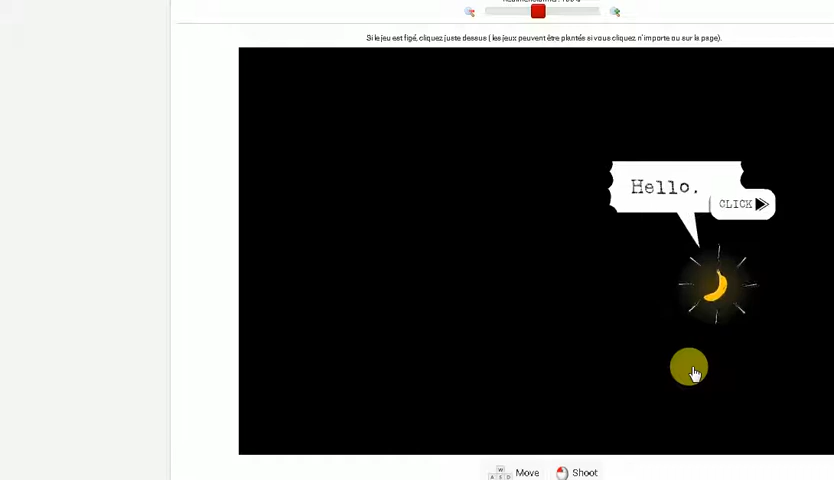 Si le jeu est figé, cliquez juste dessus ( les jeux peuvent être plantés si vous cliquez n'importe ou sur la page).
Hello.
CLICK
W
A S D
Move
Shoot